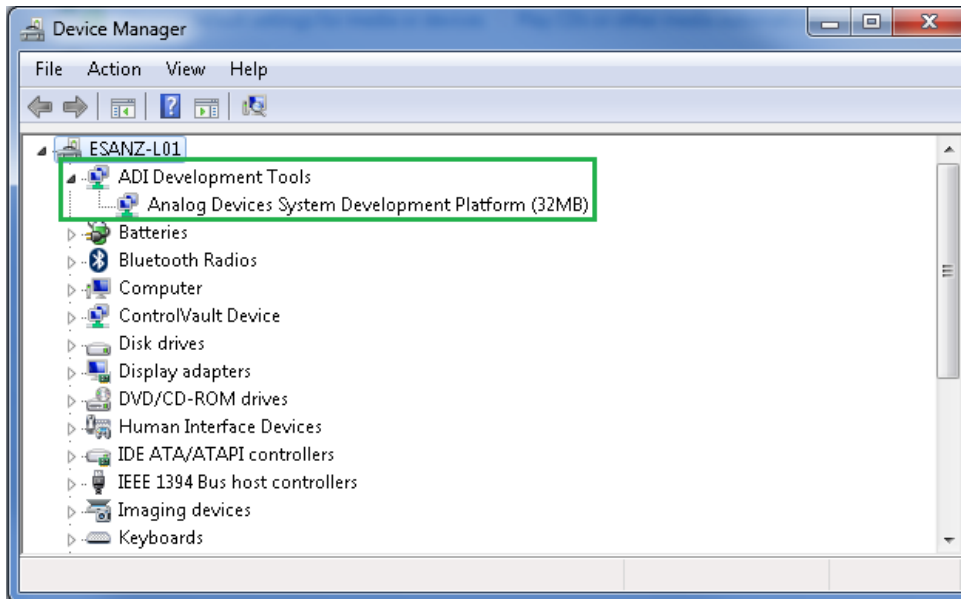 Device Manager
File Action View Help
ESANZ-L01
ADI Development Tools
Analog Devices System Development Platform (32MB)
Batteries
Bluetooth Radios
Computer
ControlVault Device
Disk drives
Display adapters
DVD/CD-ROM drives
Human Interface Devices
IDE ATA/ATAPI controllers
IEEE 1394 Bus host controllers
Imaging devices
Keyboards